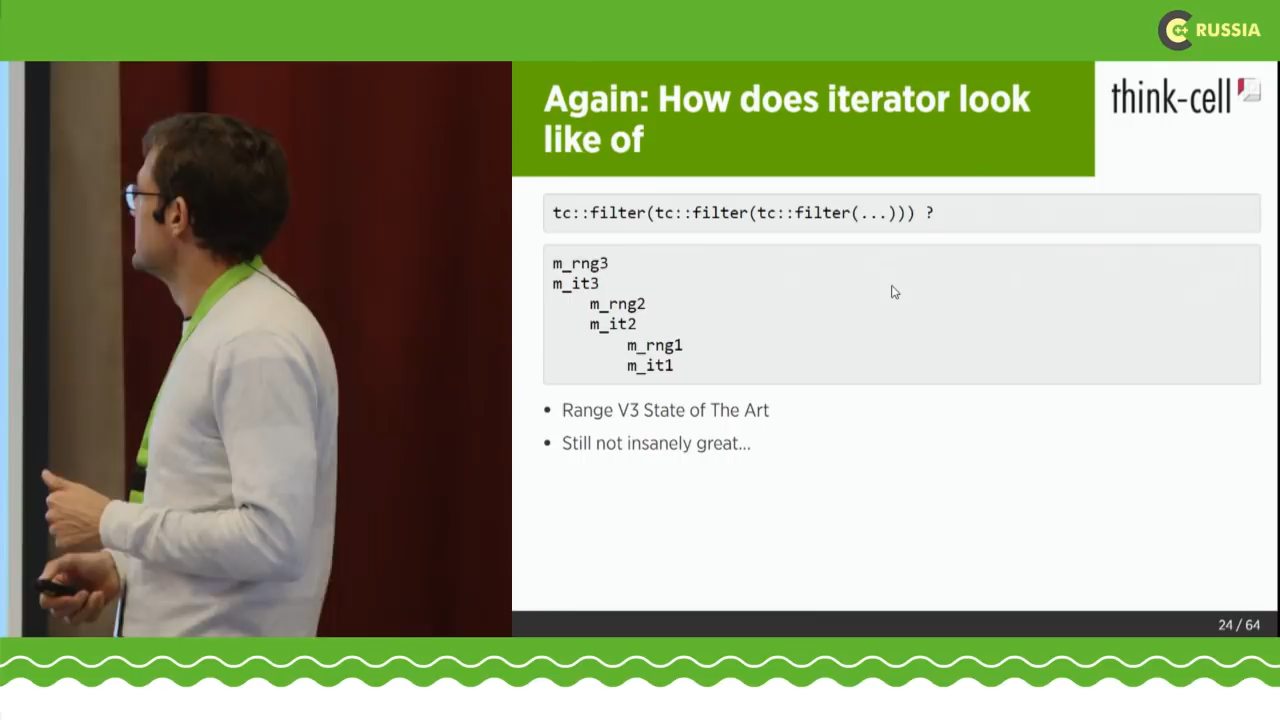 C++ RUSSIA
Again: How does iterator look
like of
think-cell
tc::filter(tc::filter(tc::filter(...))) ?
m_rng3
m_it3
m_rng2
m_it2
m_rng1
m_it1
• Range V3 State of The Art
• Still not insanely great...
24 / 64